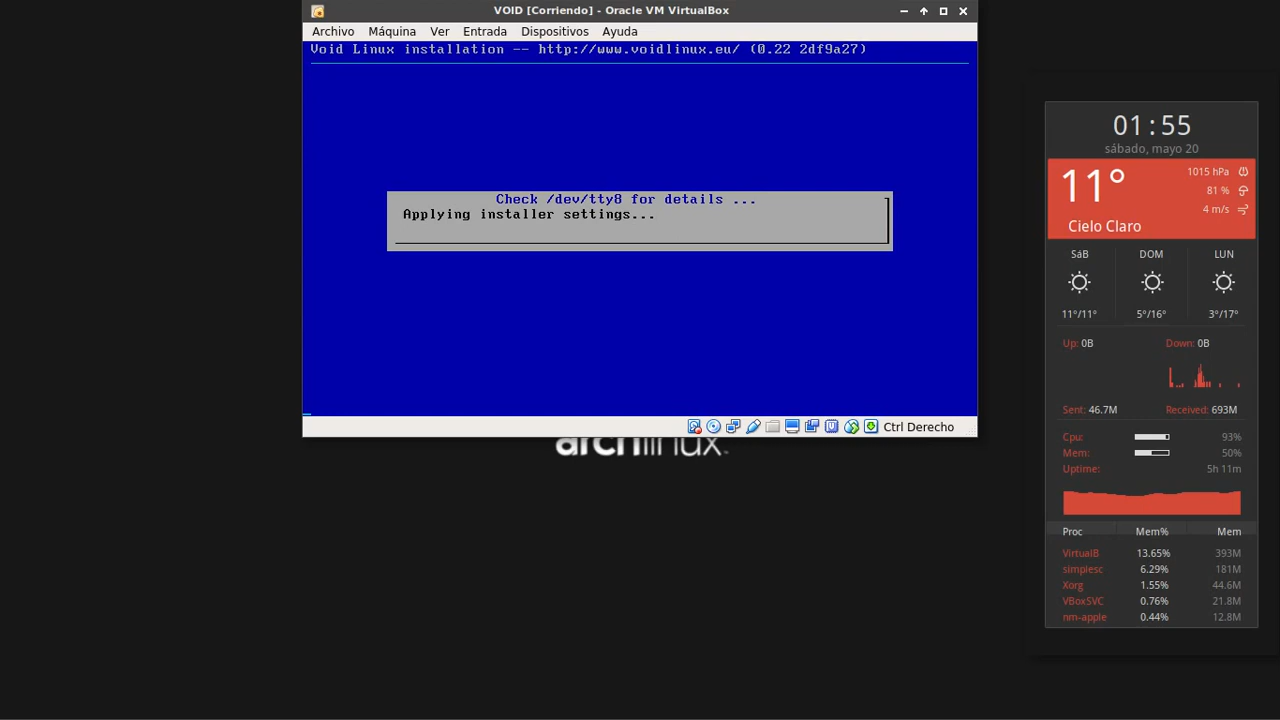 VOID [Corriendo] - Oracle VM VirtualBox
Archivo Máquina Ver Entrada Dispositivos Ayuda
Void Linux installation -- http://www.voidlinux.eu/ (0.22 2df9a27)
Check /dev/tty8 for details ...
Applying installer settings...
Ctrl Derecho
archlinux™
01:55
sábado, mayo 20
11°
1015 hPa
81 %
4 m/s
Cielo Claro
SáB DOM LUN
11°/11° 5°/16° 3°/17°
Up: 0B Down: 0B
Sent: 46.7M Received: 693M
Cpu: 93%
Mem: 50%
Uptime: 5h 11m
Proc Mem% Mem
VirtualB 13.65% 393M
simplesc 6.29% 181M
Xorg 1.55% 44.6M
VBoxSVC 0.76% 21.8M
nm-apple 0.44% 12.8M